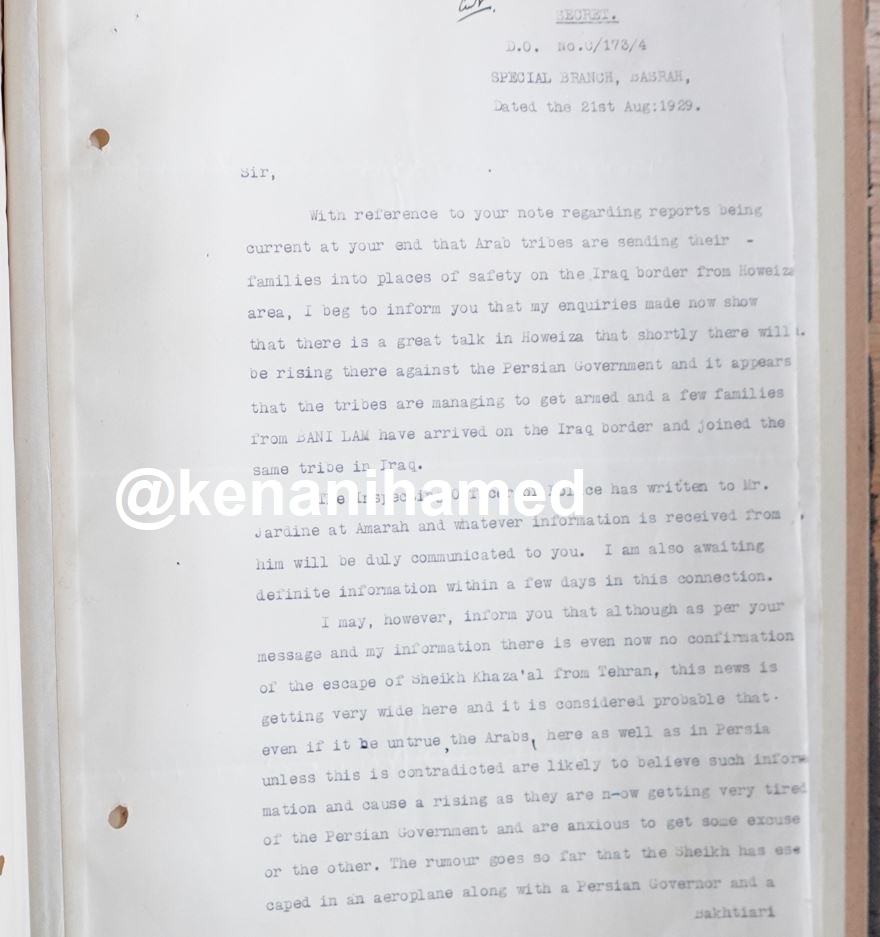 SECRET.
D.O. No.C/173/4
SPECIAL BRANCH, BASRAH,
Dated the 21st Aug:1929.
Sir,
With reference to your note regarding reports being
current at your end that Arab tribes are sending their -
families into places of safety on the Iraq border from Howeiza
area, I beg to inform you that my enquiries made now show
that there is a great talk in Howeiza that shortly there will
be rising there against the Persian Government and it appears
that the tribes are managing to get armed and a few families
from BANI LAM have arrived on the Iraq border and joined the
same tribe in Iraq.
@kenanihamed
The Inspecting Officer of Police has written to Mr.
Jardine at Amarah and whatever information is received from
him will be duly communicated to you. I am also awaiting
definite information within a few days in this connection.
I may, however, inform you that although as per your
message and my information there is even now no confirmation
of the escape of Sheikh Khaza'al from Tehran, this news is
getting very wide here and it is considered probable that
even if it be untrue, the Arabs, here as well as in Persia
unless this is contradicted are likely to believe such infor-
mation and cause a rising as they are n-ow getting very tired
of the Persian Government and are anxious to get some excuse
or the other. The rumour goes so far that the Sheikh has es-
caped in an aeroplane along with a Persian Governor and a
Bakhtiari